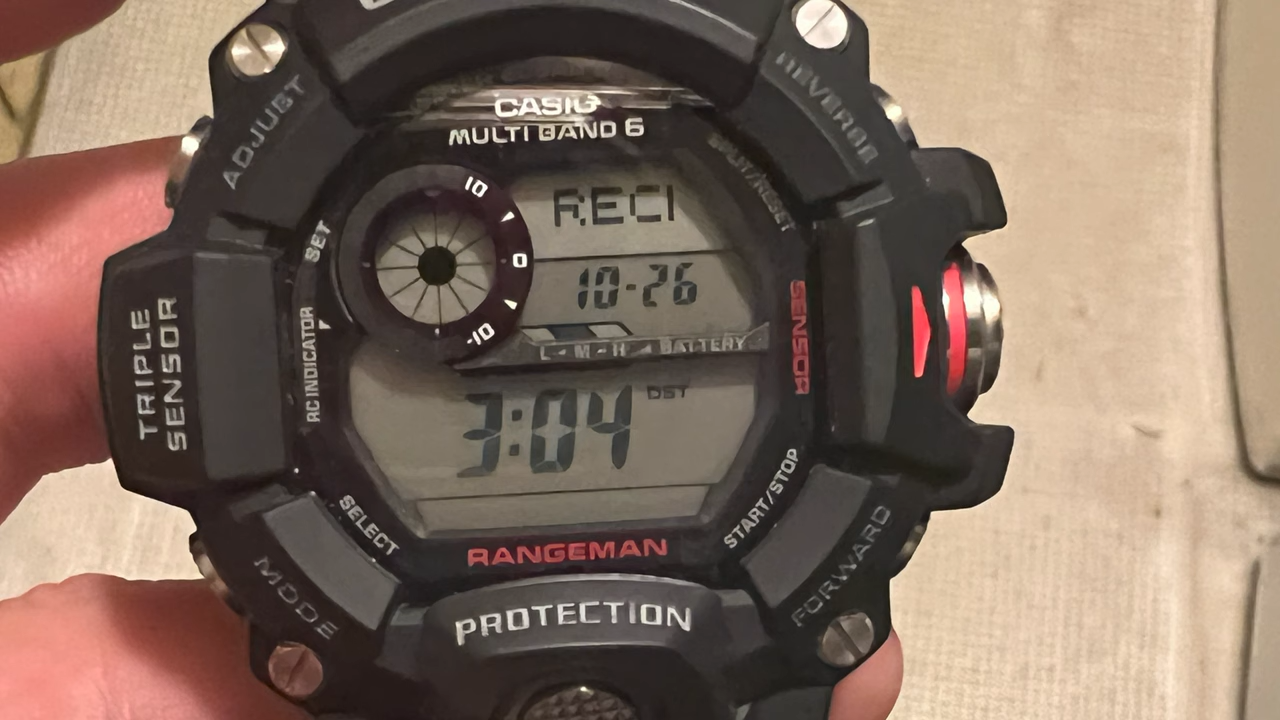 CASIO
MULTI BAND 6
ADJUST
REVERSE
SPLIT/RESET
SET
10
0
-10
RECI
10-26
L - M - H BATTERY
RC INDICATOR
TRIPLE
SENSOR
SENSOR
DST
3:04
SELECT
START/STOP
MODE
FORWARD
RANGEMAN
PROTECTION